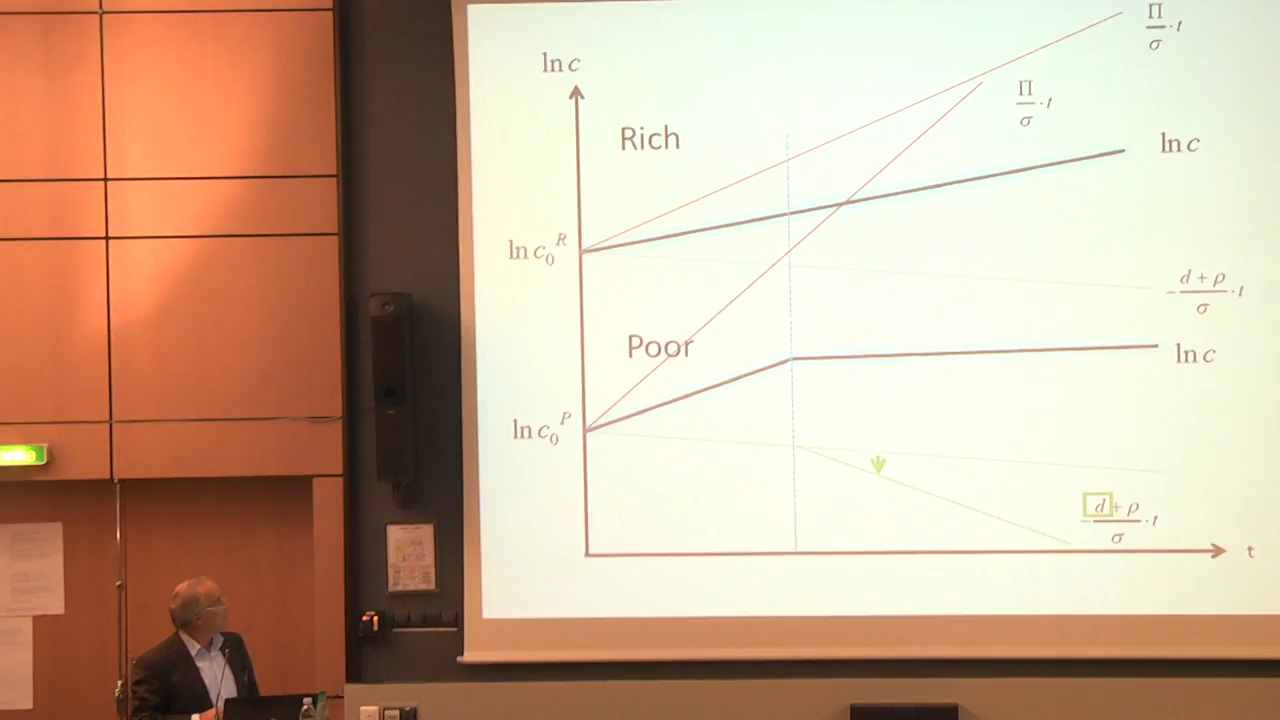 Π/σ · t
ln c
Π/σ · t
Rich
ln c
ln c₀ᴿ
-(d + ρ)/σ · t
Poor
ln c
ln c₀ᴾ
-(d + ρ)/σ · t
t